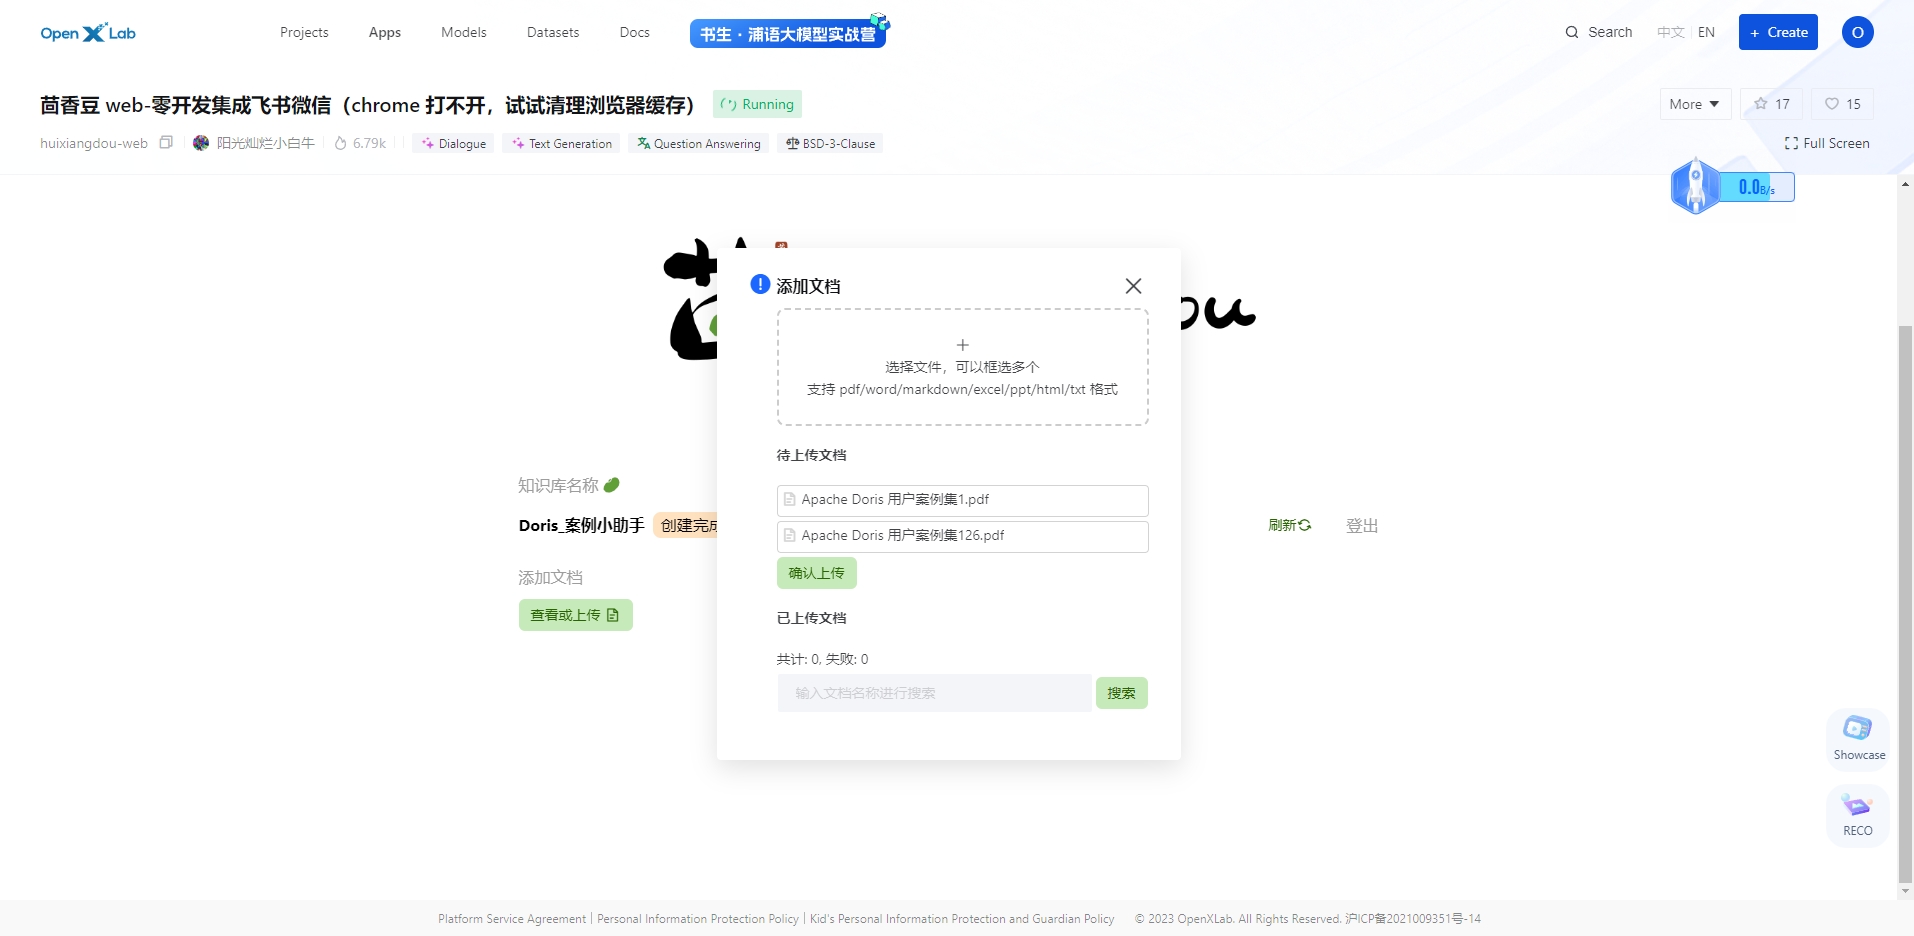 Open X Lab
Projects
Apps
Models
Datasets
Docs
书生·浦语大模型实战营
Search
中文
EN
+ Create
O
茴香豆 web-零开发集成飞书微信（chrome 打不开，试试清理浏览器缓存）
Running
More
17
15
huixiangdou-web
阳光灿烂小白牛
6.79k
Dialogue
Text Generation
Question Answering
BSD-3-Clause
Full Screen
0.0B/s
ou
添加文档
选择文件，可以框选多个
支持 pdf/word/markdown/excel/ppt/html/txt 格式
待上传文档
Apache Doris 用户案例集1.pdf
Apache Doris 用户案例集126.pdf
确认上传
已上传文档
共计: 0, 失败: 0
输入文档名称进行搜索
搜索
知识库名称
Doris_案例小助手
创建完成
刷新
登出
添加文档
查看或上传
Showcase
RECO
Platform Service Agreement | Personal Information Protection Policy | Kid's Personal Information Protection and Guardian Policy
© 2023 OpenXLab. All Rights Reserved. 沪ICP备2021009351号-14